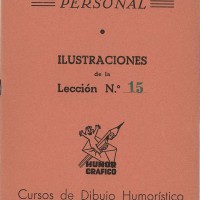 PERSONAL
ILUSTRACIONES
de la
Lección N.º 15
HUMOR
GRAFICO
Cursos de Dibujo Humorístico